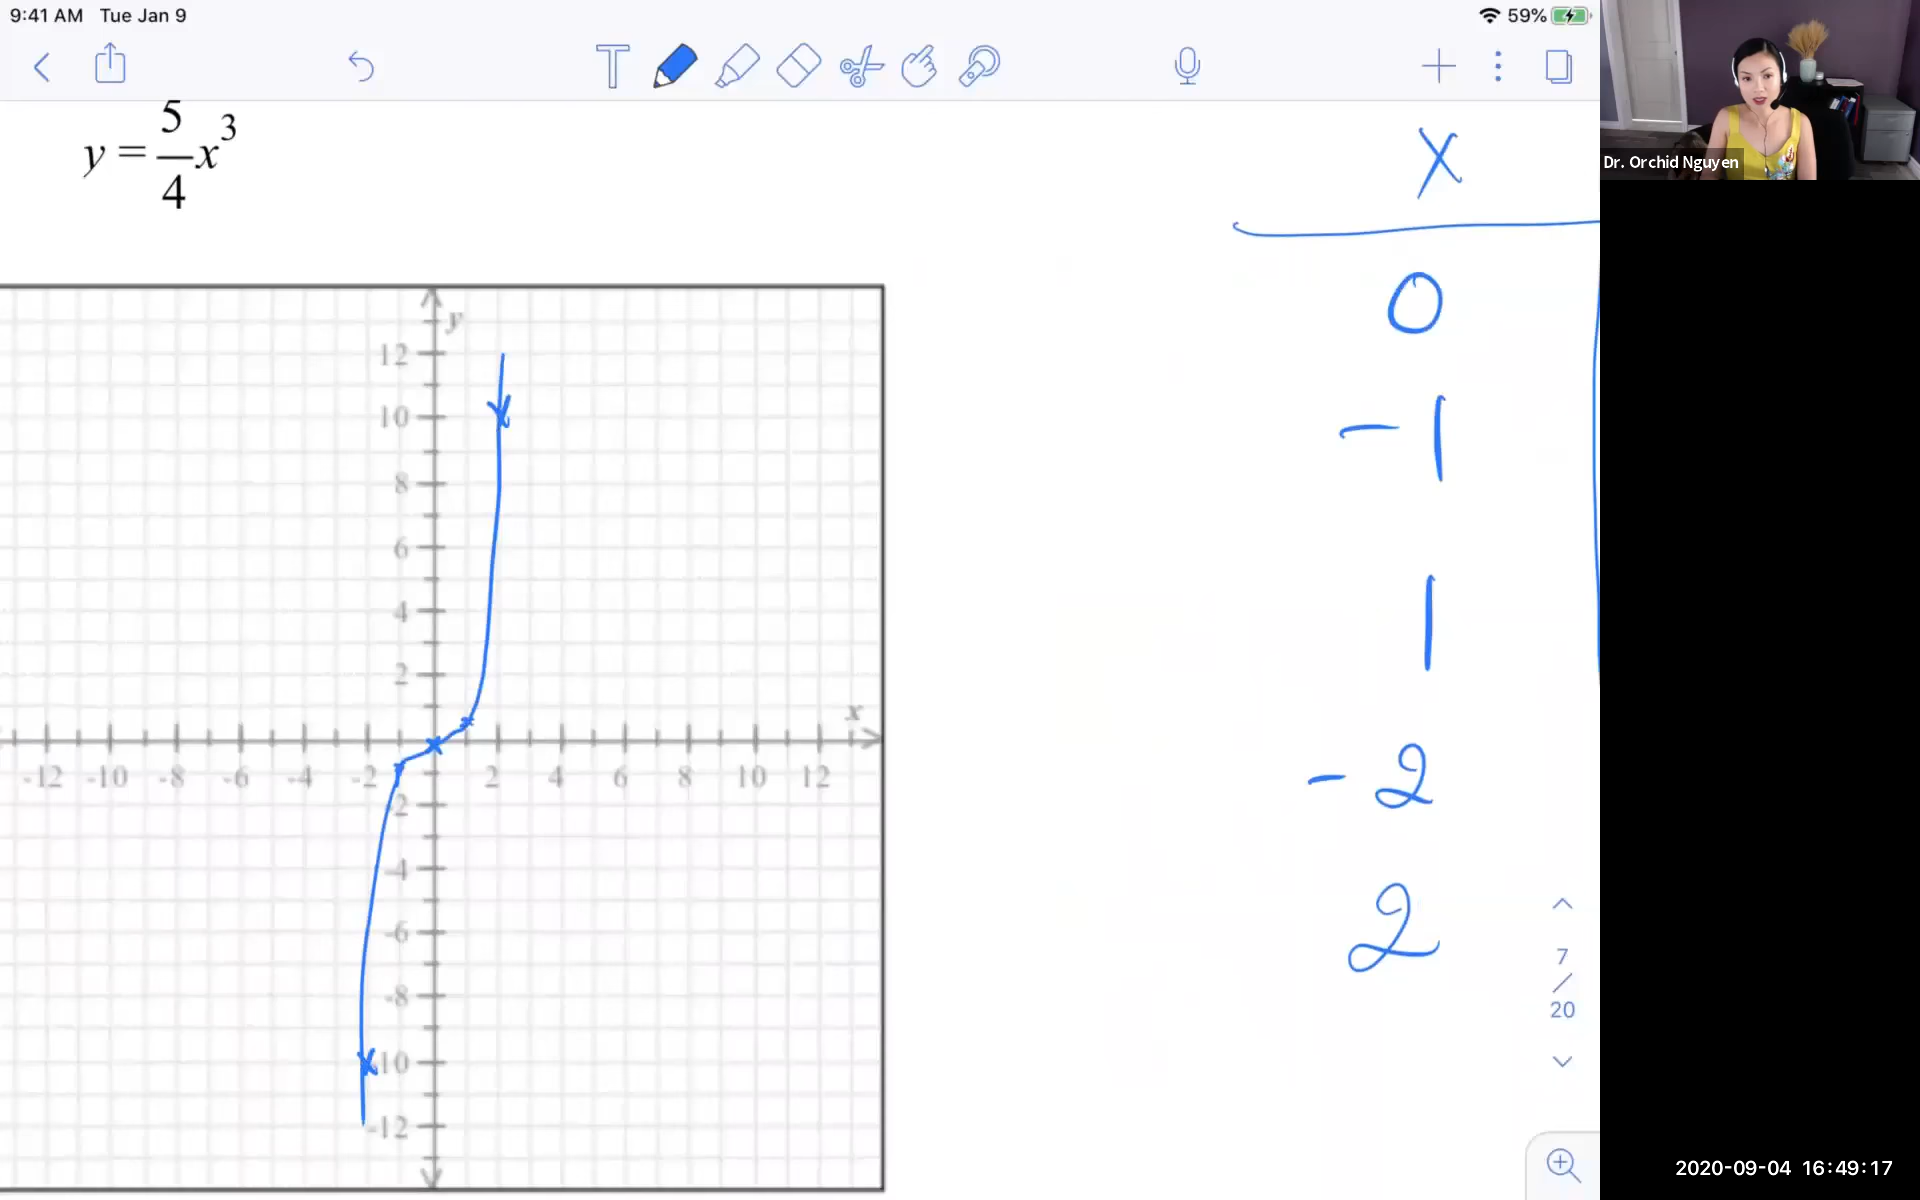 9:41 AM Tue Jan 9
59%
T
y = 5/4 x^3
X
0
-1
1
-2
2
y
12
10
8
6
4
2
x
-12 -10 -8 -6 -4 -2 2 4 6 8 10 12
-2
-4
-6
-8
-10
-12
7
/
20
Dr. Orchid Nguyen
2020-09-04 16:49:17